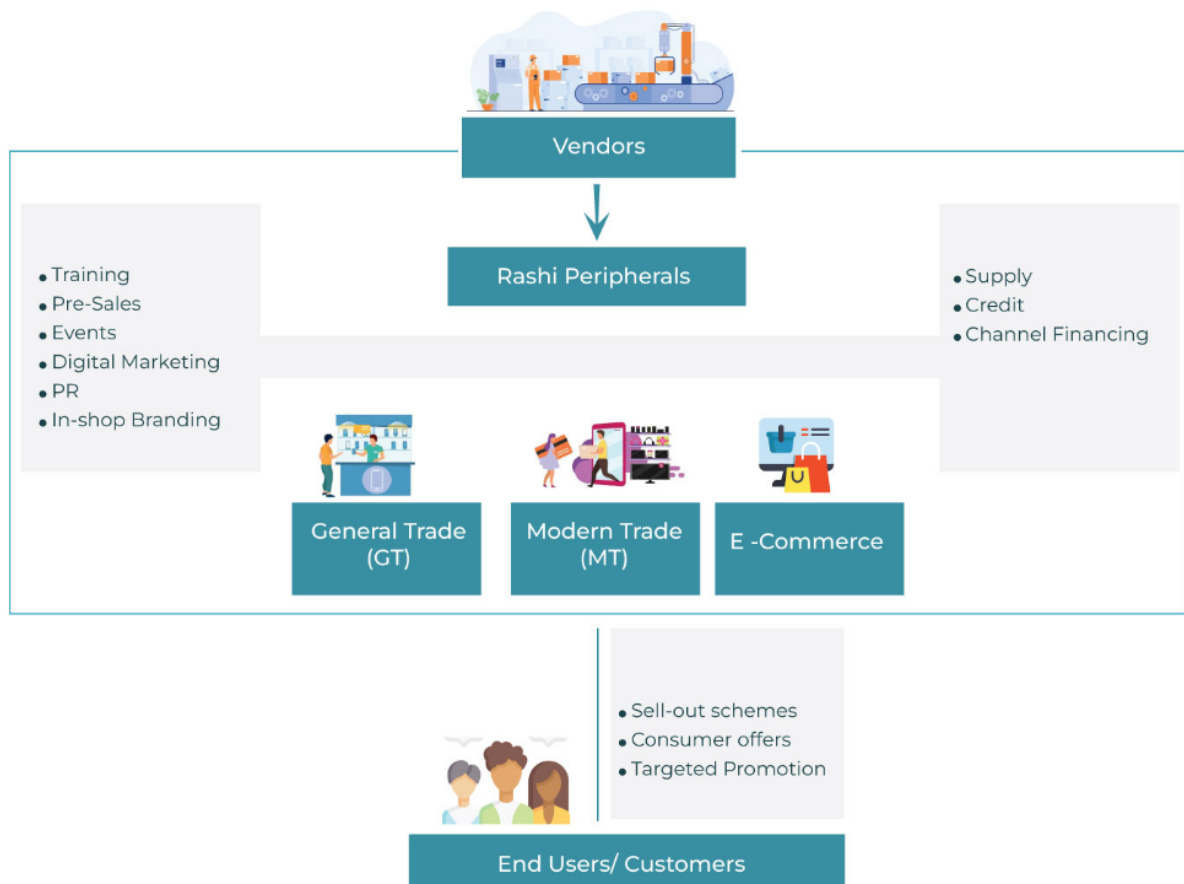 Vendors
Rashi Peripherals
• Training
• Pre-Sales
• Events
• Digital Marketing
• PR
• In-shop Branding
• Supply
• Credit
• Channel Financing
General Trade
(GT)
Modern Trade
(MT)
E -Commerce
• Sell-out schemes
• Consumer offers
• Targeted Promotion
End Users/ Customers